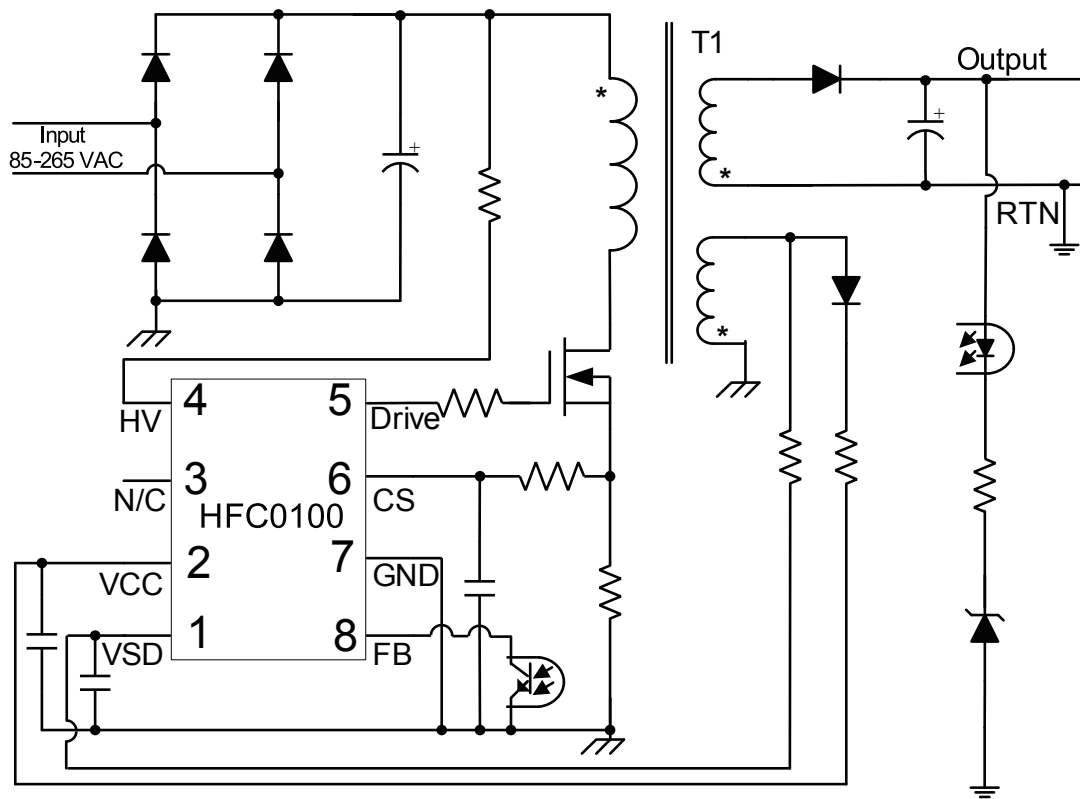 T1
*
Output
Input
85-265 VAC
+
+
*
RTN
*
4
5
HV
Drive
3
6
N/C
CS
HFC0100
2
7
VCC
GND
1
8
VSD
FB